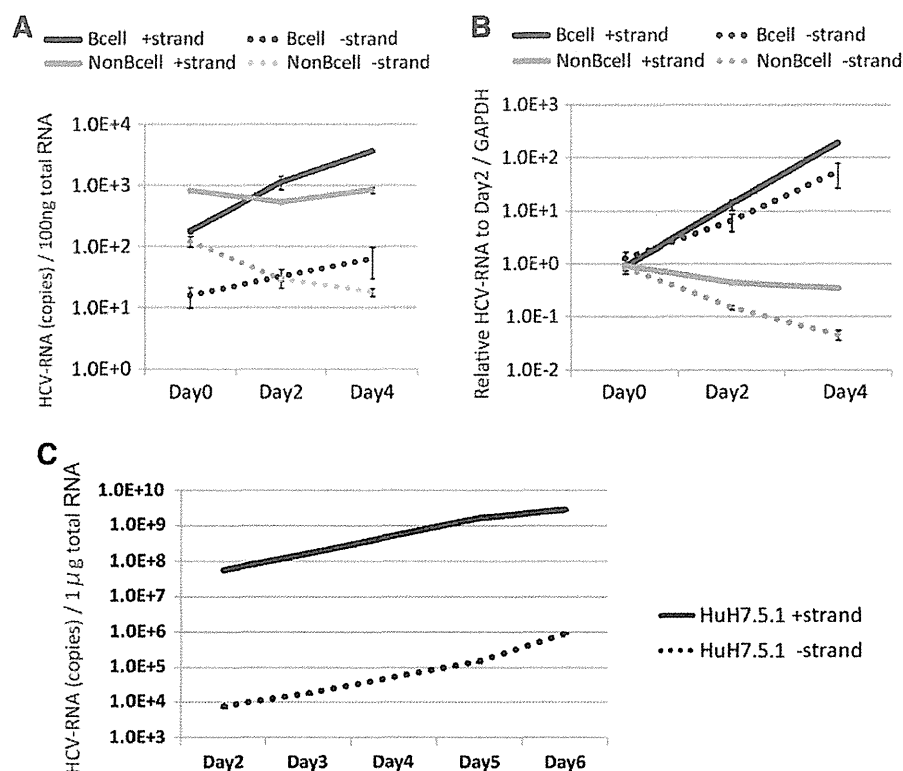 A
Bcell +strand
Bcell -strand
NonBcell +strand
NonBcell -strand
HCV-RNA (copies) / 100ng total RNA
1.0E+4
1.0E+3
1.0E+2
1.0E+1
1.0E+0
Day0 Day2 Day4
B
Bcell +strand
Bcell -strand
NonBcell +strand
NonBcell -strand
Relative HCV-RNA to Day2 / GAPDH
1.0E+3
1.0E+2
1.0E+1
1.0E+0
1.0E-1
1.0E-2
Day0 Day2 Day4
C
HCV-RNA (copies) / 1 μg total RNA
1.0E+10
1.0E+9
1.0E+8
1.0E+7
1.0E+6
1.0E+5
1.0E+4
1.0E+3
Day2 Day3 Day4 Day5 Day6
HuH7.5.1 +strand
HuH7.5.1 -strand